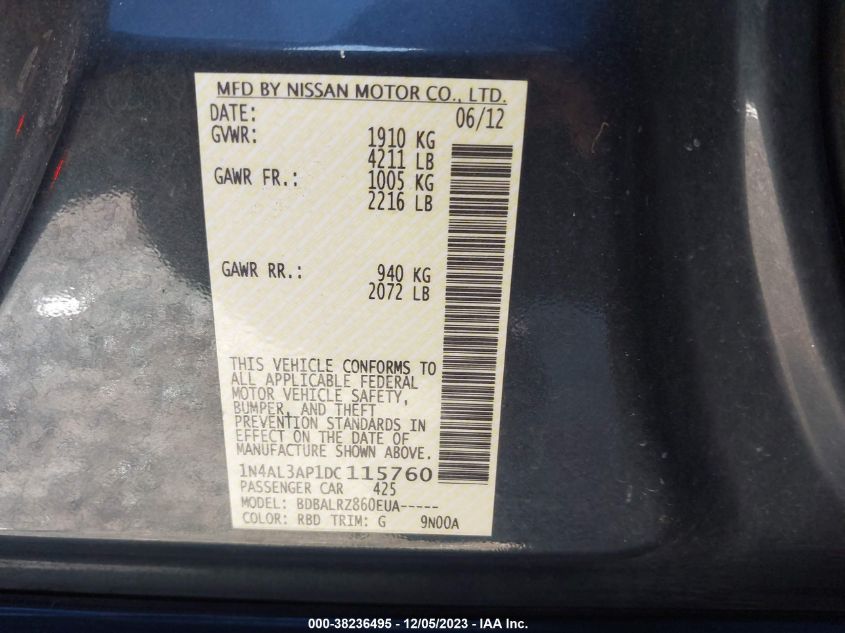 MFD BY NISSAN MOTOR CO., LTD.
DATE: 06/12
GVWR: 1910 KG
4211 LB
GAWR FR.: 1005 KG
2216 LB
GAWR RR.: 940 KG
2072 LB
THIS VEHICLE CONFORMS TO
ALL APPLICABLE FEDERAL
MOTOR VEHICLE SAFETY,
BUMPER, AND THEFT
PREVENTION STANDARDS IN
EFFECT ON THE DATE OF
MANUFACTURE SHOWN ABOVE.
1N4AL3AP1DC115760
PASSENGER CAR 425
MODEL: BDBALRZ860EUA-----
COLOR: RBD TRIM: G 9N00A
000-38236495 - 12/05/2023 - IAA Inc.